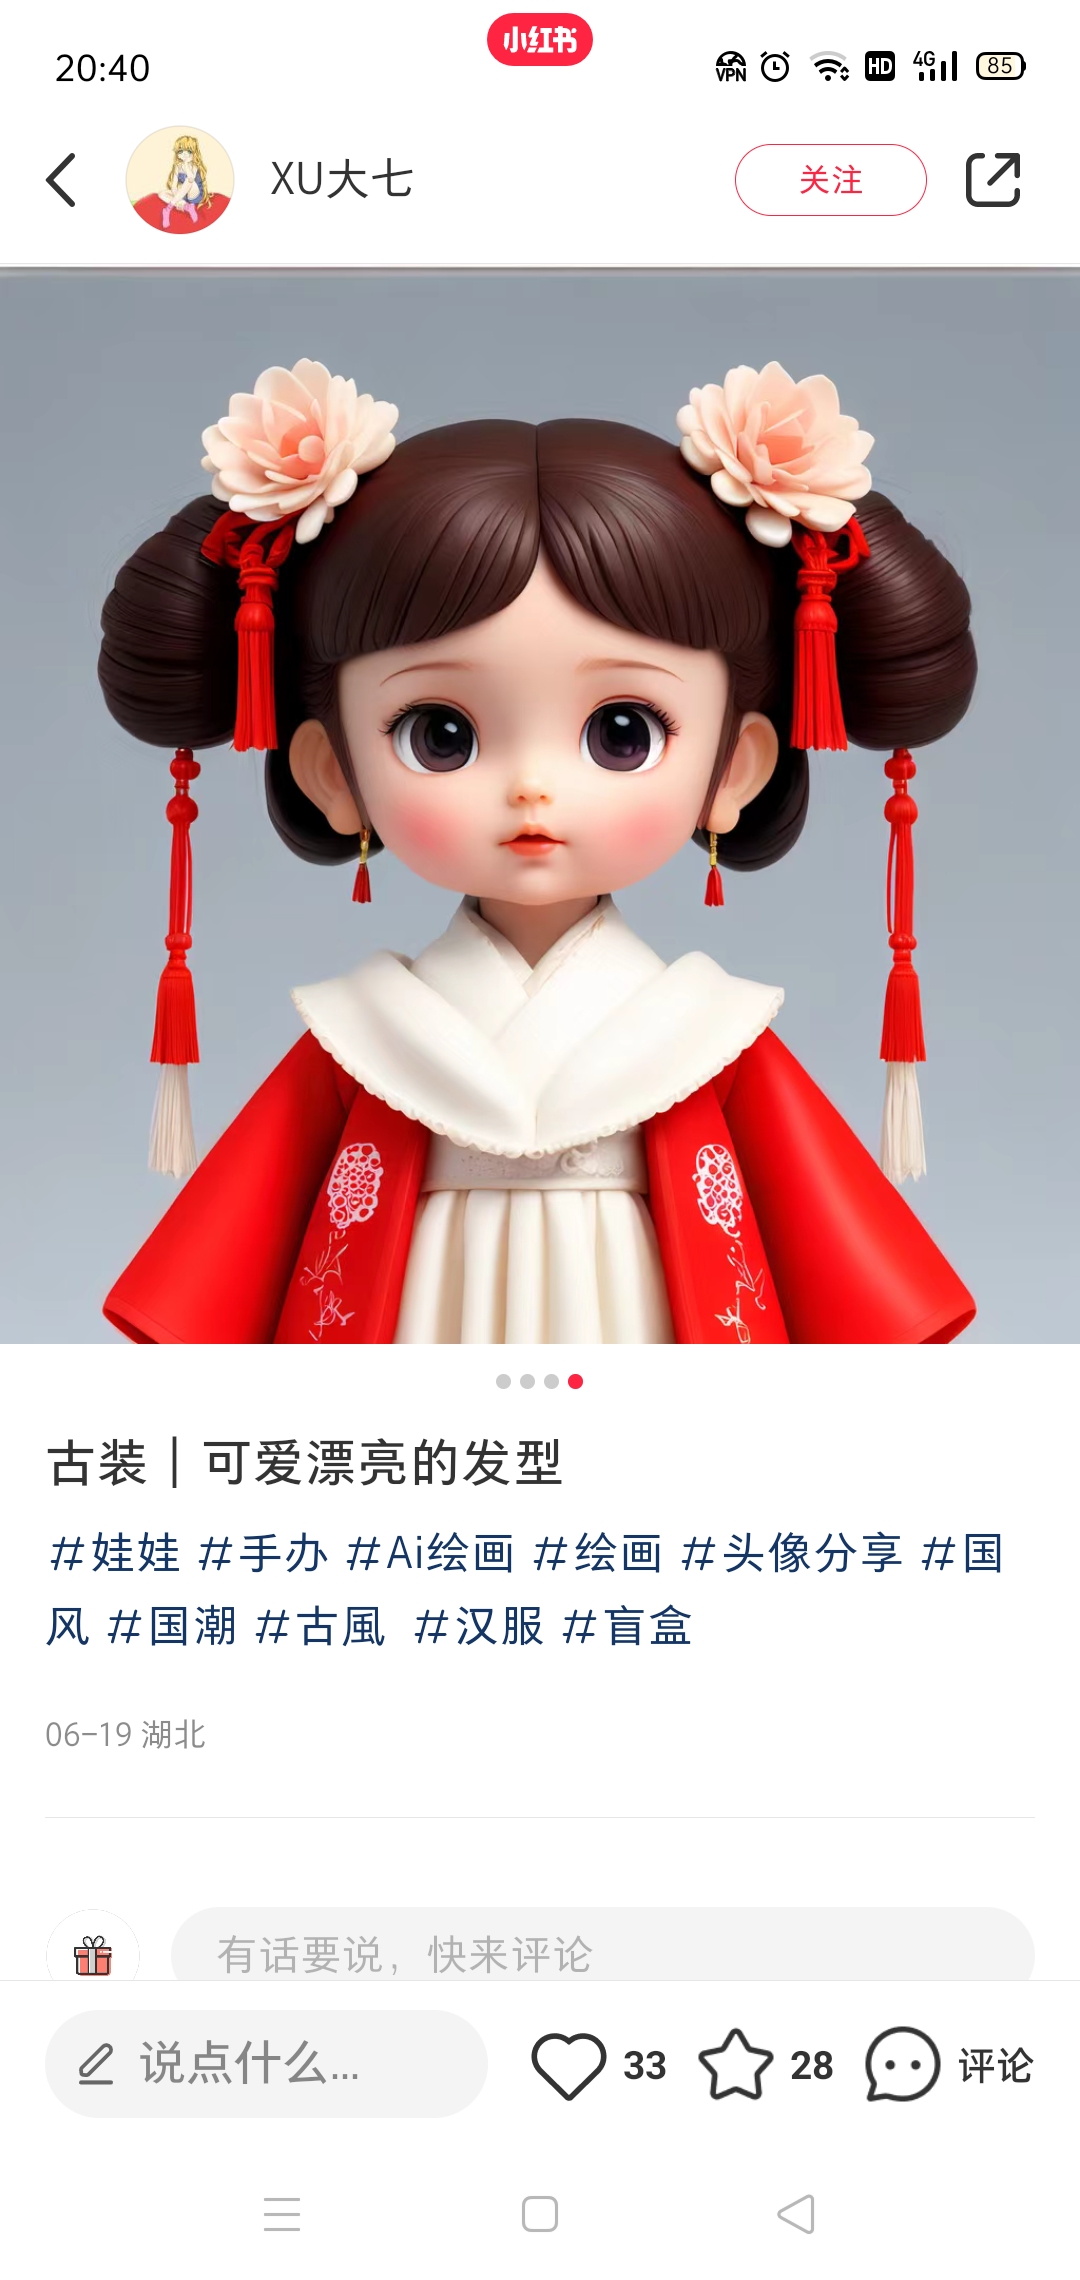 小红书
20:40
VPN
HD
4G
85
XU大七
关注
古装｜可爱漂亮的发型
#娃娃 #手办 #Ai绘画 #绘画 #头像分享 #国
风 #国潮 #古風 #汉服 #盲盒
06-19 湖北
有话要说，快来评论
说点什么...
33
28
评论